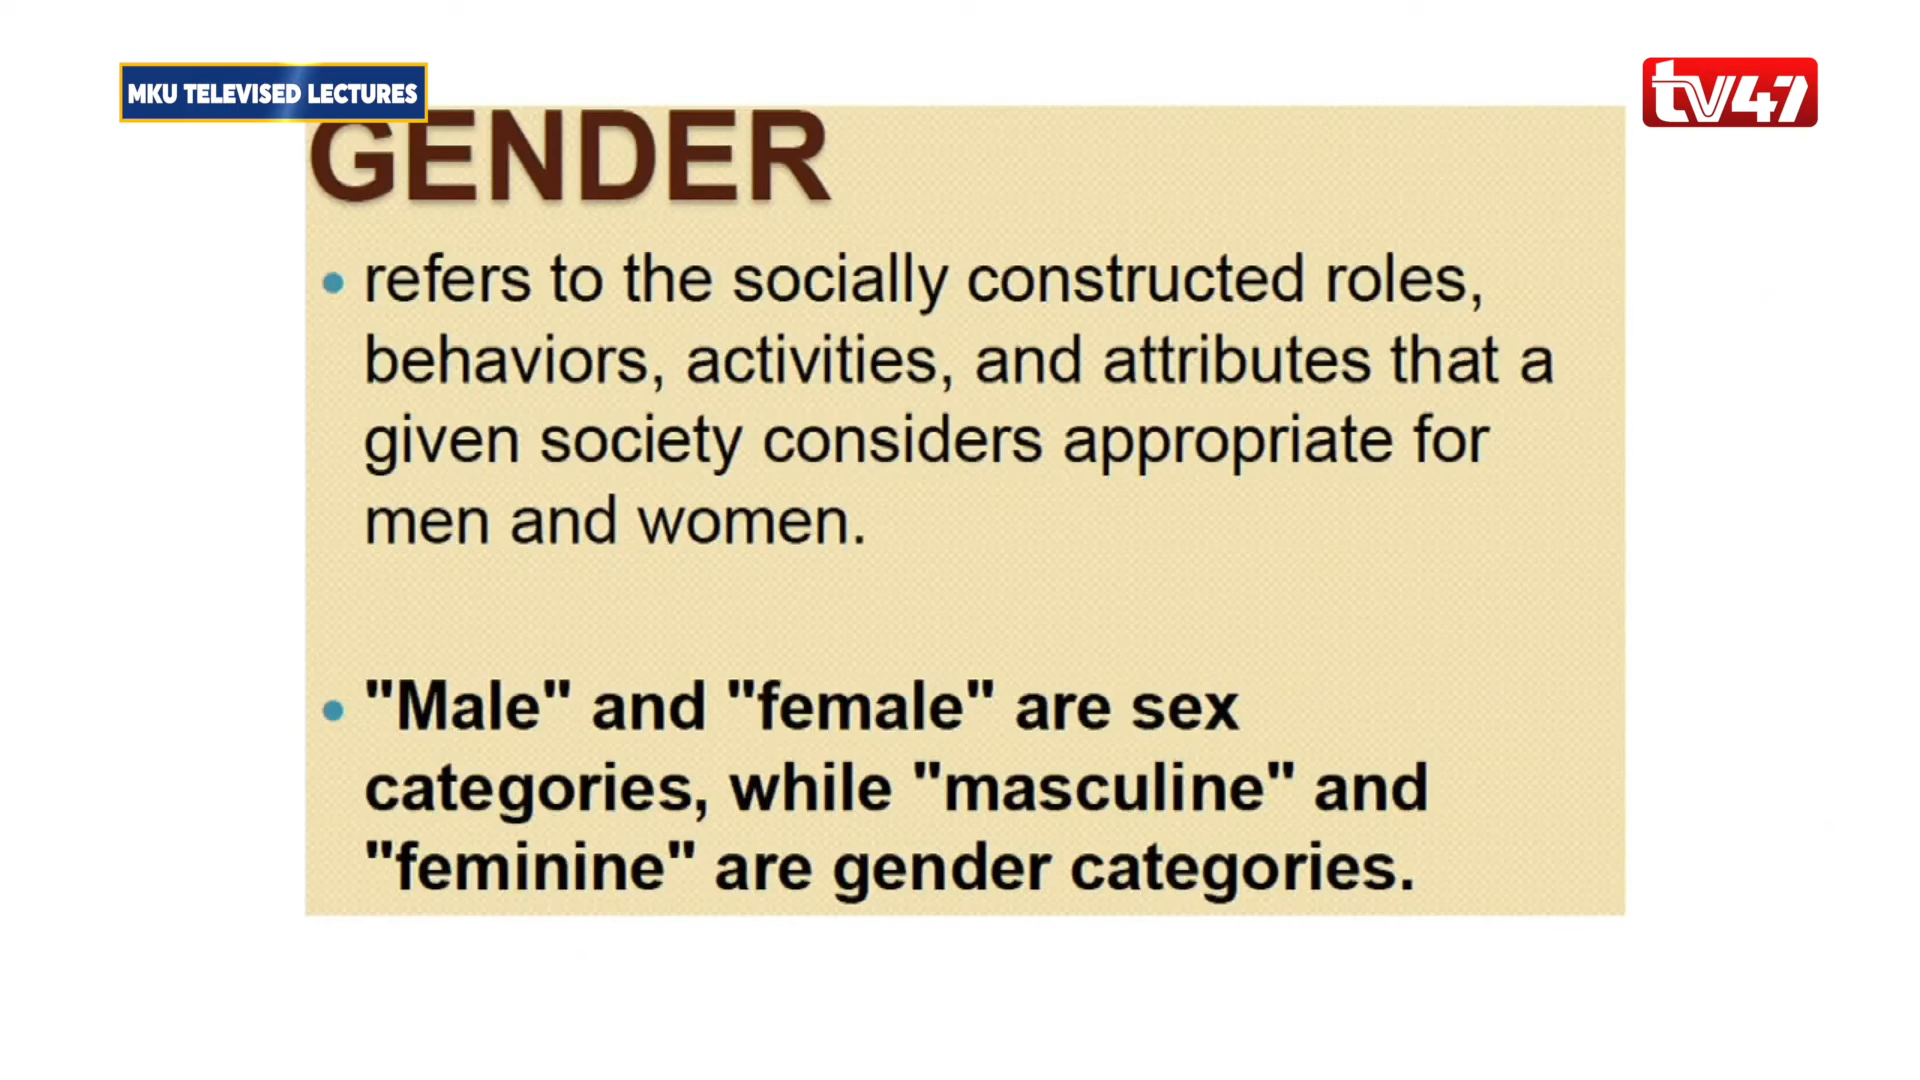 MKU TELEVISED LECTURES
tv47
GENDER
refers to the socially constructed roles,
behaviors, activities, and attributes that a
given society considers appropriate for
men and women.
"Male" and "female" are sex
categories, while "masculine" and
"feminine" are gender categories.